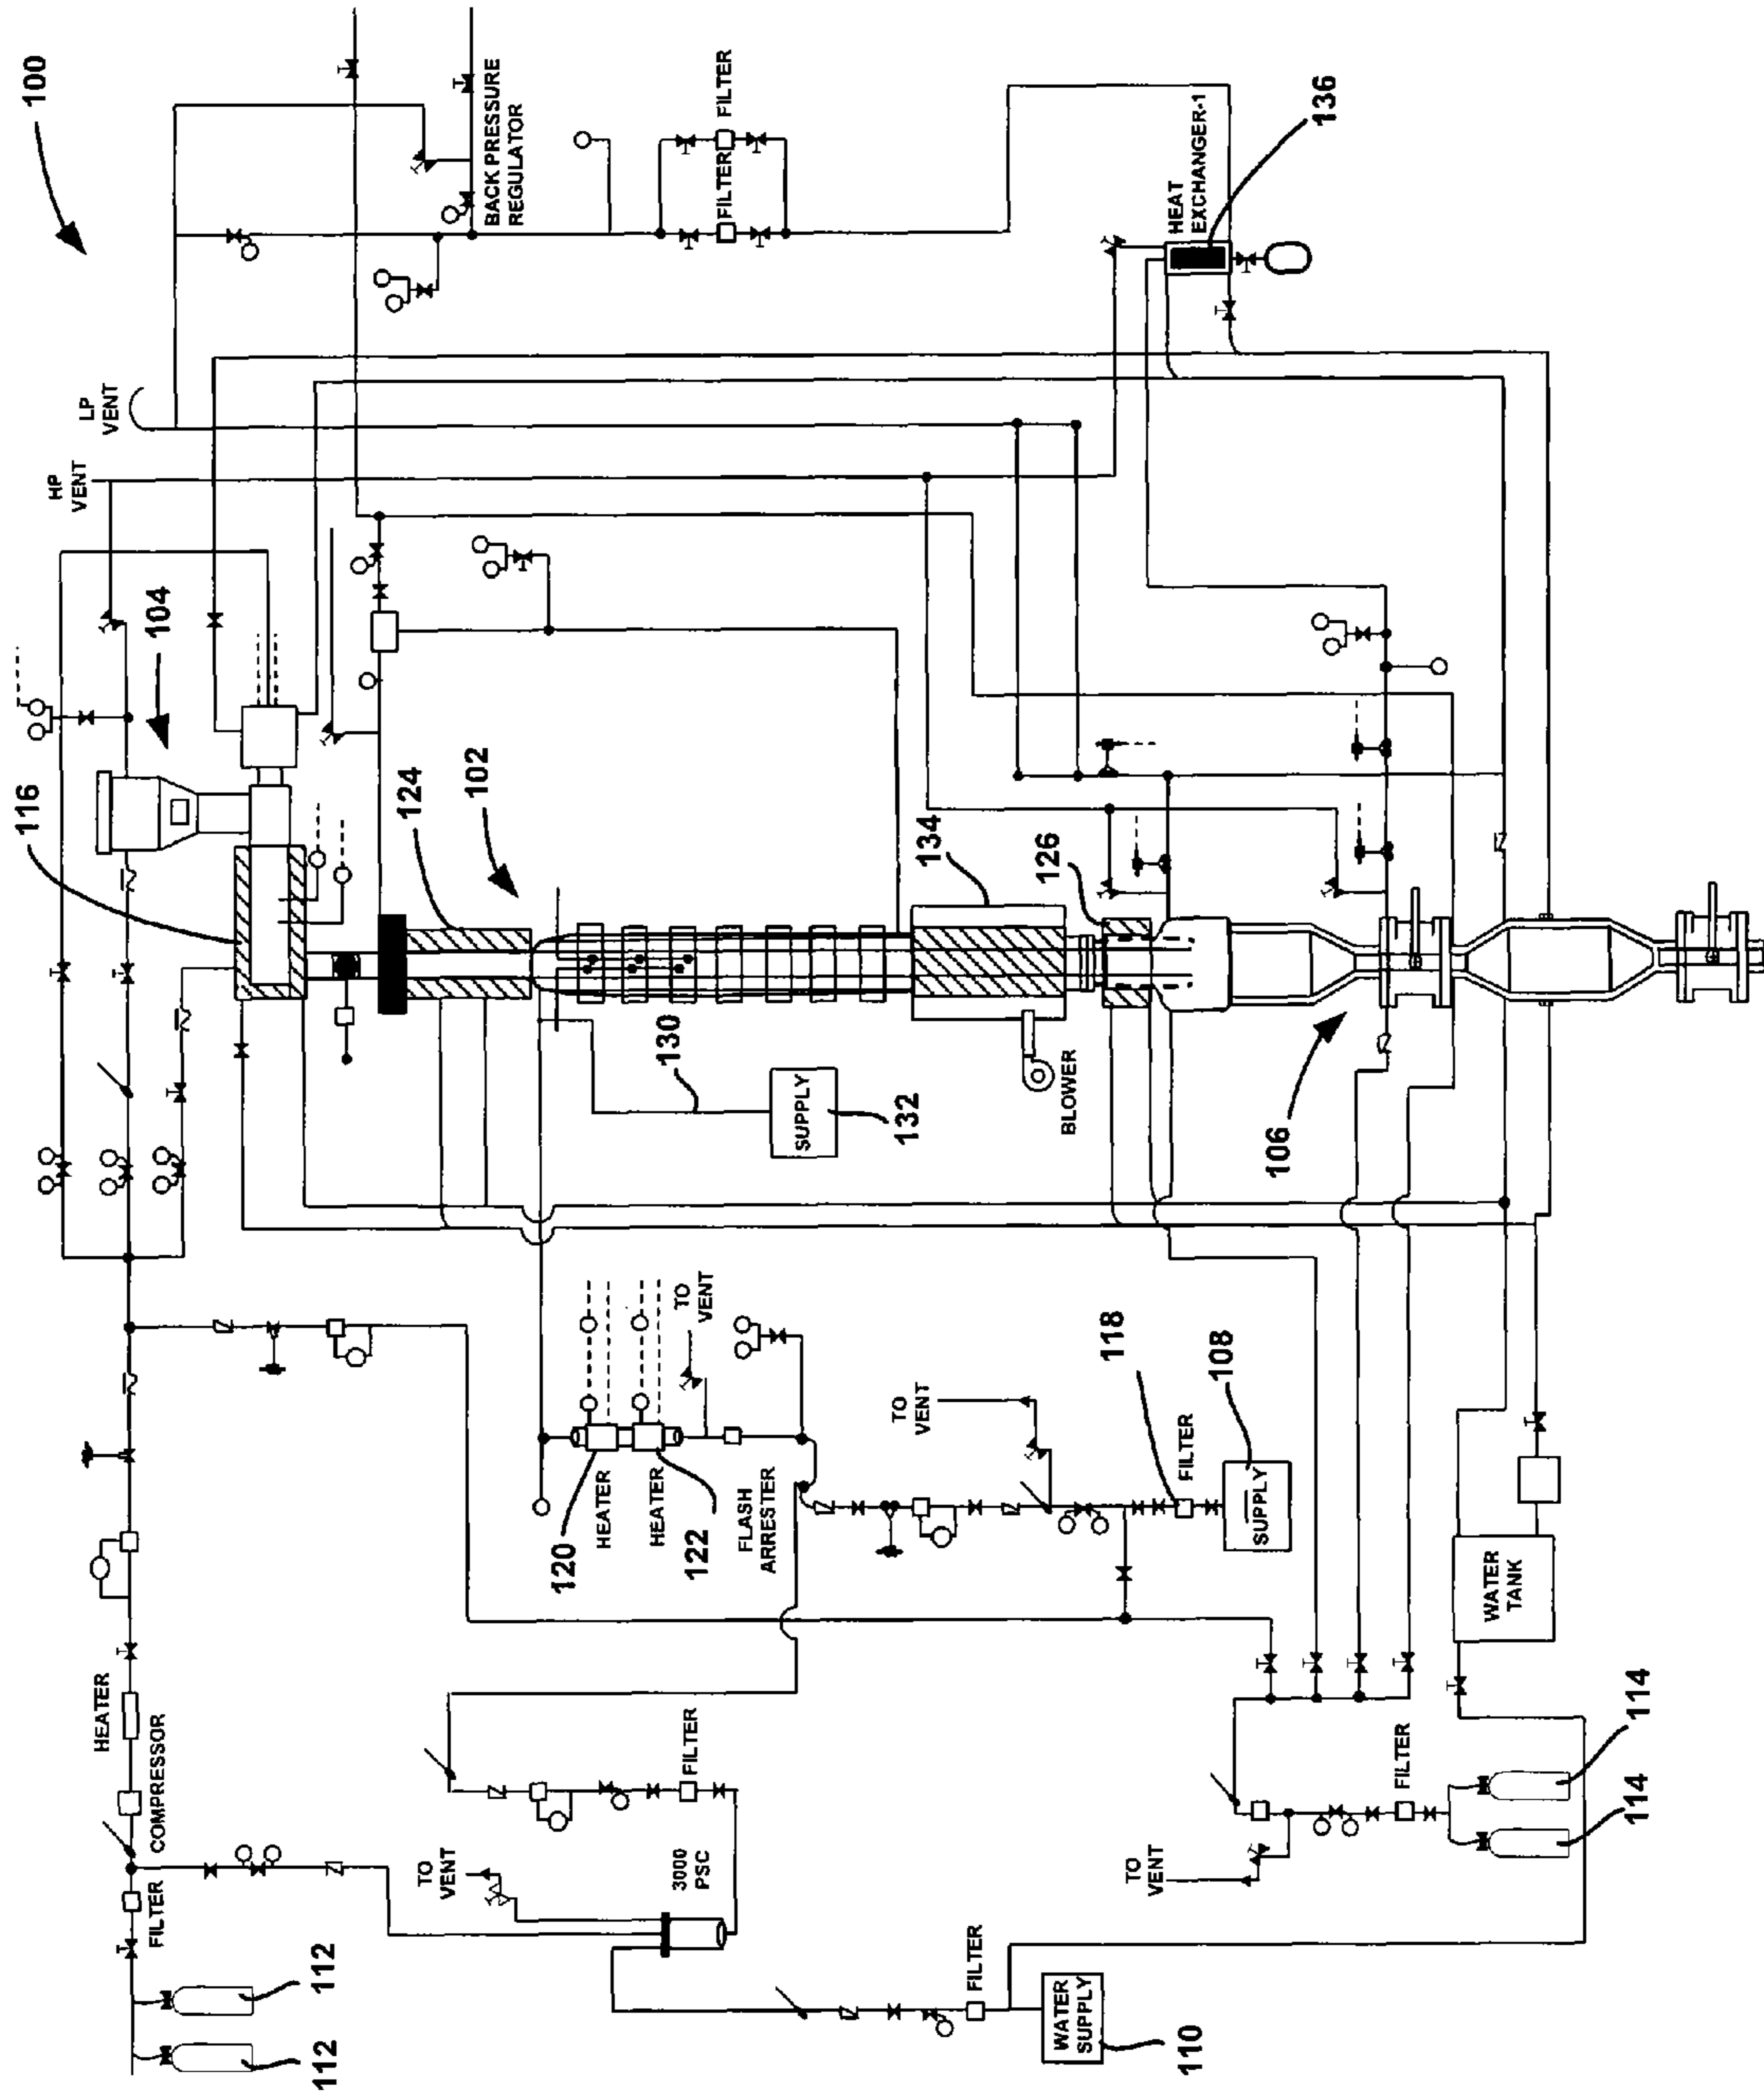 116
HP
VENT
LP
VENT
HEATER
100
FILTER
COMPRESSOR
104
112
112
124
TO
VENT
102
BACK PRESSURE
REGULATOR
120
HEATER
HEATER
122
TO
VENT
130
3000
PSC
FILTER
FLASH
ARRESTER
FILTER
FILTER
SUPPLY
132
134
TO
VENT
FILTER
BLOWER
126
WATER
SUPPLY
110
118
FILTER
108
SUPPLY
TO
VENT
HEAT
EXCHANGER-1
106
136
FILTER
WATER
TANK
114
114